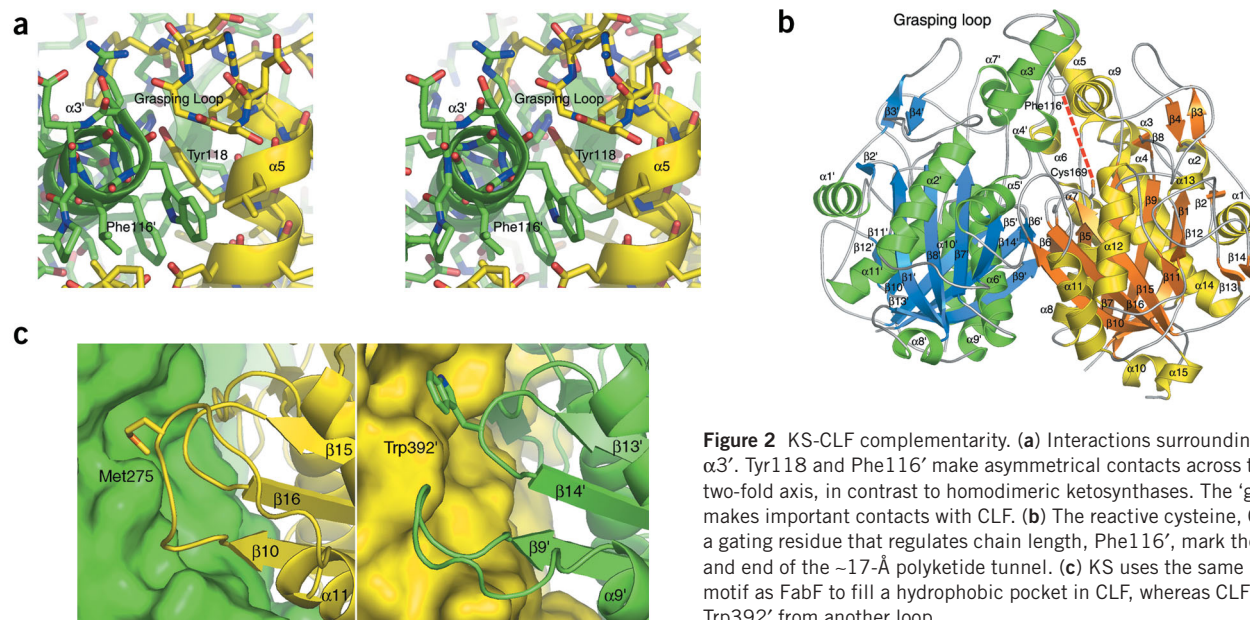 a
α3'
Grasping Loop
Tyr118
α5
Phe116'
α3'
Grasping Loop
Tyr118
α5
Phe116'
b
Grasping loop
α7'
α3'
α5
α9
Phe116'
β3'
β4'
α4'
β4
β3
α3
β8
β2'
α6
α4
α2
α1'
Cys169
α13
α2'
α5'
α7
β9
β2
α1
β1
β11'
β5'
β6'
β5
β12
β12'
α10'
β14'
β6
α12
β8'
β7'
β14
α11'
β1'
β9'
β11
β10'
α6'
α11
β15
α14
β13
β13'
α8
β7
β16
β10
α8'
α9'
α10
α15
c
Met275
β15
β16
β10
α11
Trp392'
β13'
β14'
β9'
α9'
Figure 2 KS-CLF complementarity. (a) Interactions surroundin
α3′. Tyr118 and Phe116′ make asymmetrical contacts across
two-fold axis, in contrast to homodimeric ketosynthases. The
makes important contacts with CLF. (b) The reactive cysteine,
a gating residue that regulates chain length, Phe116′, mark the
and end of the ~17-Å polyketide tunnel. (c) KS uses the same
motif as FabF to fill a hydrophobic pocket in CLF, whereas CLF
Trp392′ from another loop